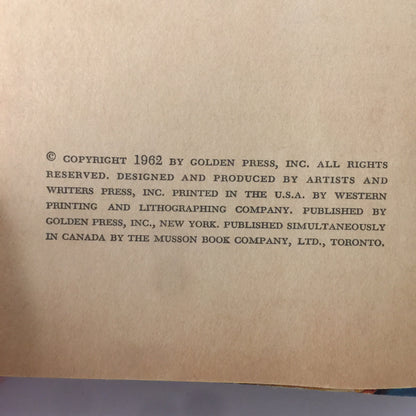 © COPYRIGHT 1962 BY GOLDEN PRESS, INC. ALL RIGHTS
RESERVED. DESIGNED AND PRODUCED BY ARTISTS AND
WRITERS PRESS, INC. PRINTED IN THE U.S.A. BY WESTERN
PRINTING AND LITHOGRAPHING COMPANY. PUBLISHED BY
GOLDEN PRESS, INC., NEW YORK. PUBLISHED SIMULTANEOUSLY
IN CANADA BY THE MUSSON BOOK COMPANY, LTD., TORONTO.